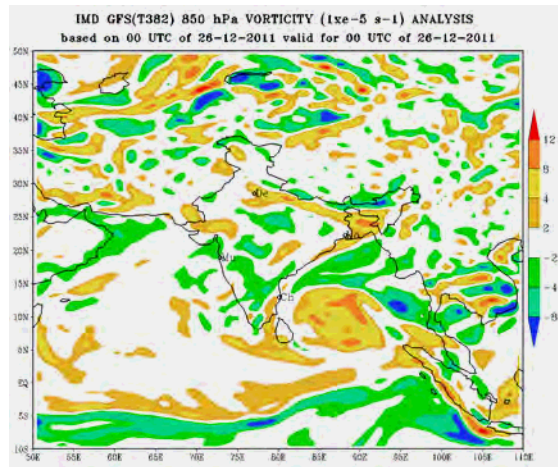 IMD GFS(T382) 850 hPa VORTICITY (1xe-5 s-1) ANALYSIS
based on 00 UTC of 26-12-2011 valid for 00 UTC of 26-12-2011
50N
45N
40N
35N
30N
25N
20N
15N
10N
5N
EQ
5S
10S
50E 55E 60E 65E 70E 75E 80E 85E 90E 95E 100E 105E 110E
12
8
4
2
-2
-4
-8
De
Mu
Ch